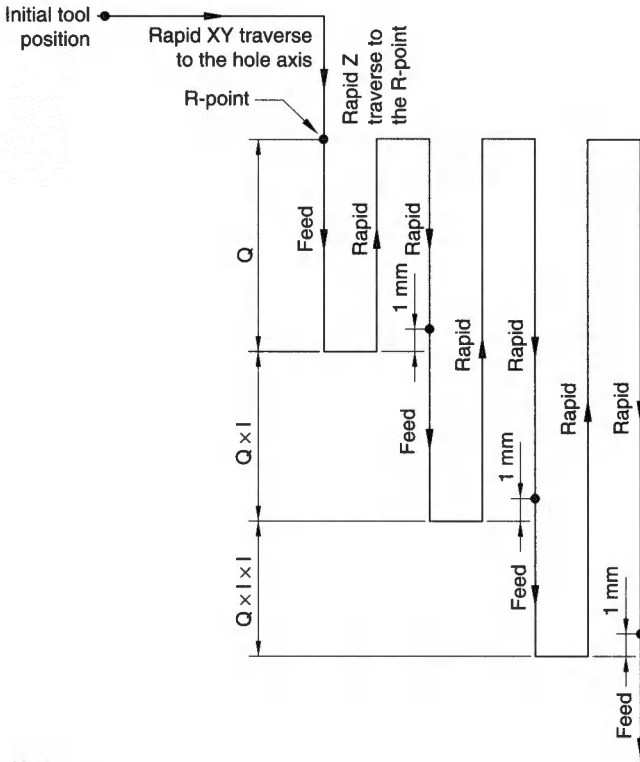 Initial tool
position
Rapid XY traverse
to the hole axis
Rapid Z
traverse to
the R-point
R-point
Q
Feed
Rapid
Rapid
1 mm
Q × I
Feed
Rapid
Rapid
1 mm
Rapid
Rapid
Q × I × I
Feed
1 mm
Feed